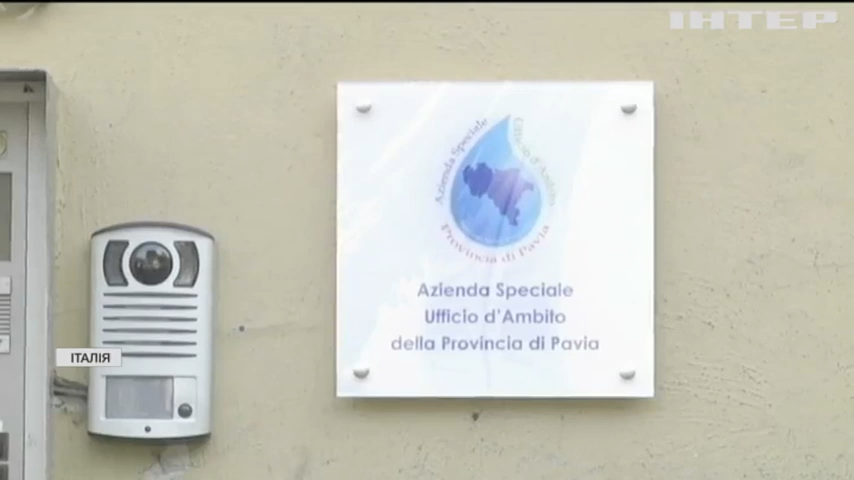 ІНТЕР
Azienda Speciale Ufficio d'Ambito
Provincia di Pavia
Azienda Speciale
Ufficio d'Ambito
della Provincia di Pavia
ІТАЛІЯ